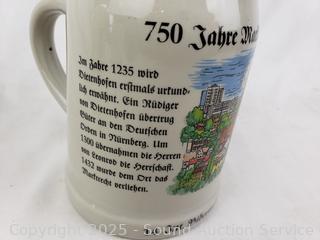 750 Jahre Ma
Im Jahre 1235 wird
Dietenhofen erstmals urkund-
lich erwähnt. Ein Rüdiger
von Dietenhofen übertrug
Güter an den Deutschen
Orden in Nürnberg. Um
1300 übernahmen die Herren
von Leonrod die Herrschaft.
1432 wurde dem Ort das
Marktrecht verliehen.
Copyright 2025 - Sound Auction Service